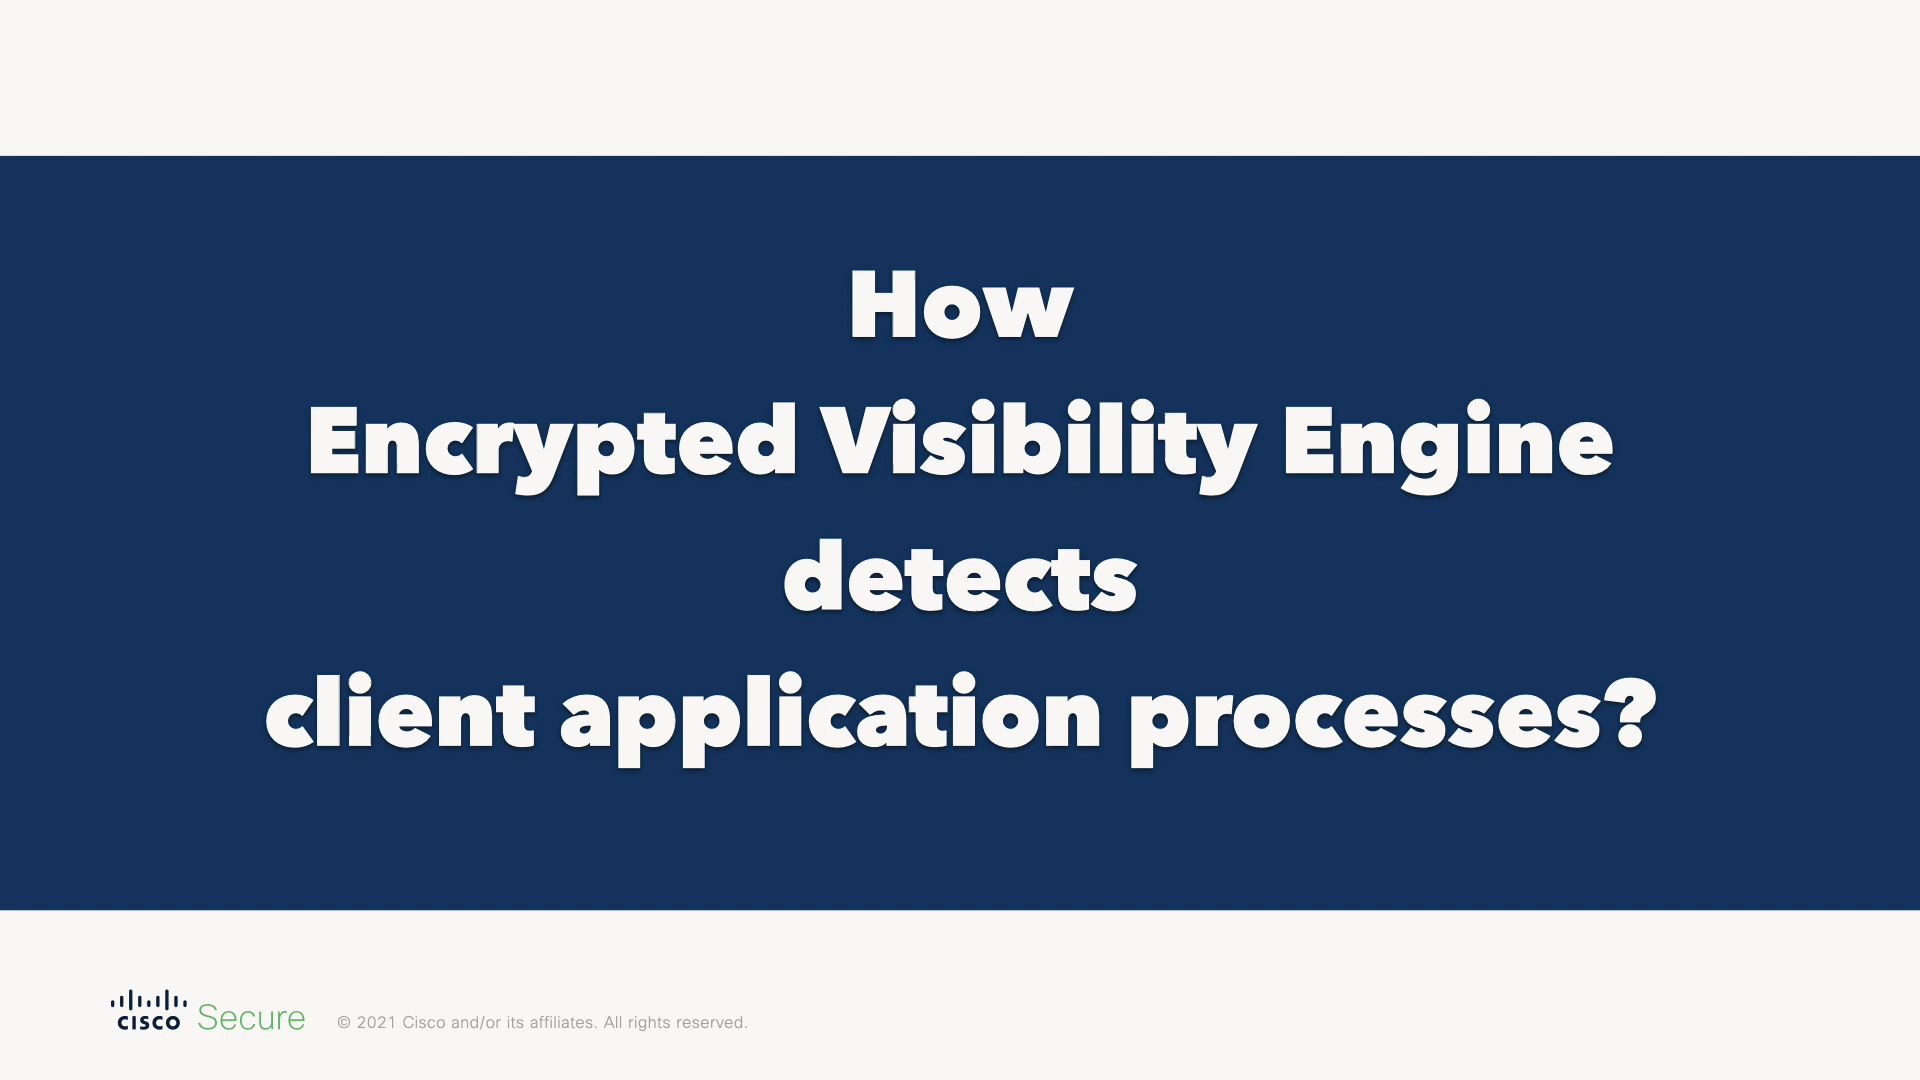 How
Encrypted Visibility Engine
detects
client application processes?
cisco Secure © 2021 Cisco and/or its affiliates. All rights reserved.